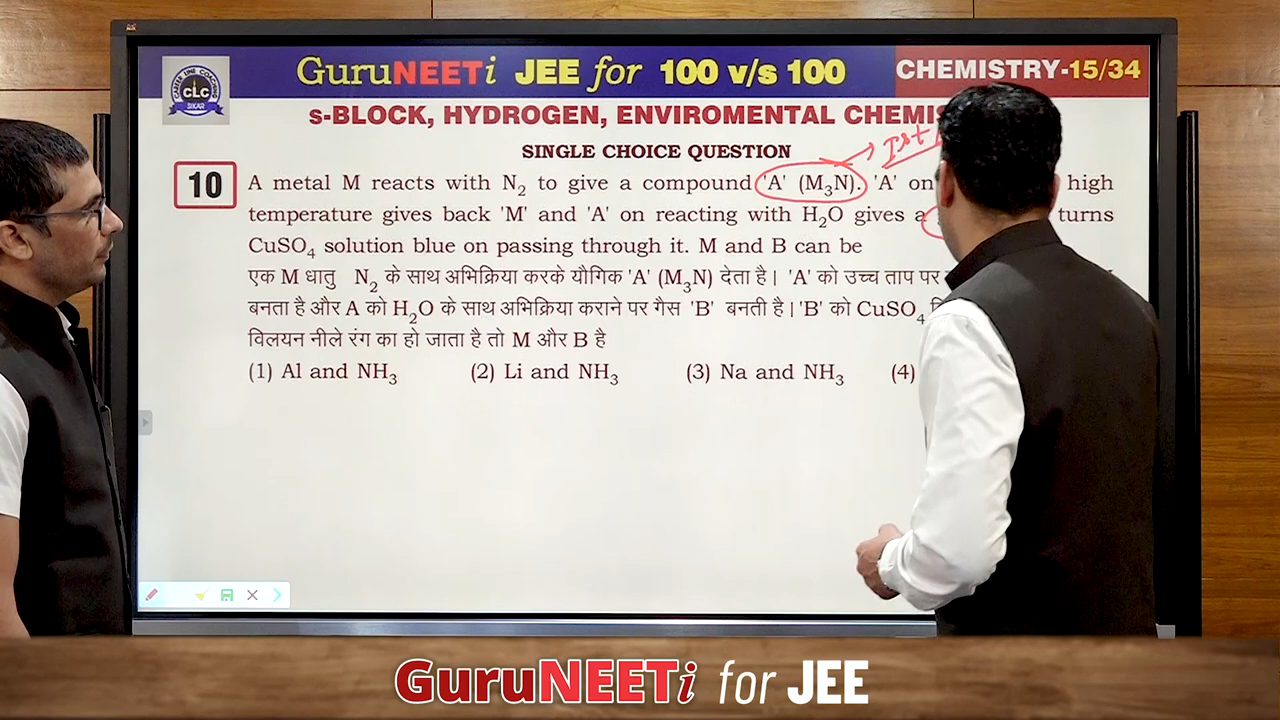 GuruNEETi JEE for 100 v/s 100
CHEMISTRY-15/34
CAREER LINE COACHING
CLC
SIKAR
s-BLOCK, HYDROGEN, ENVIROMENTAL CHEMIS
SINGLE CHOICE QUESTION
Ist
10
A metal M reacts with N2 to give a compound 'A' (M3N). 'A' on high
temperature gives back 'M' and 'A' on reacting with H2O gives a turns
CuSO4 solution blue on passing through it. M and B can be
एक M धातु N2 के साथ अभिक्रिया करके यौगिक 'A' (M3N) देता है। 'A' को उच्च ताप पर
बनता है और A को H2O के साथ अभिक्रिया कराने पर गैस 'B' बनती है। 'B' को CuSO4
विलयन नीले रंग का हो जाता है तो M और B है
(1) Al and NH3 (2) Li and NH3 (3) Na and NH3 (4)
GuruNEETi for JEE